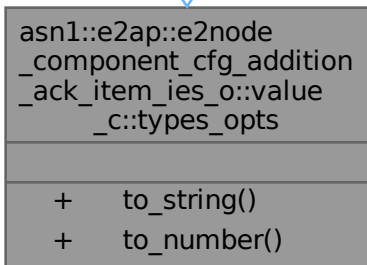 asn1::e2ap::e2node
_component_cfg_addition
_ack_item_ies_o::value
_c::types_opts
+ to_string()
+ to_number()